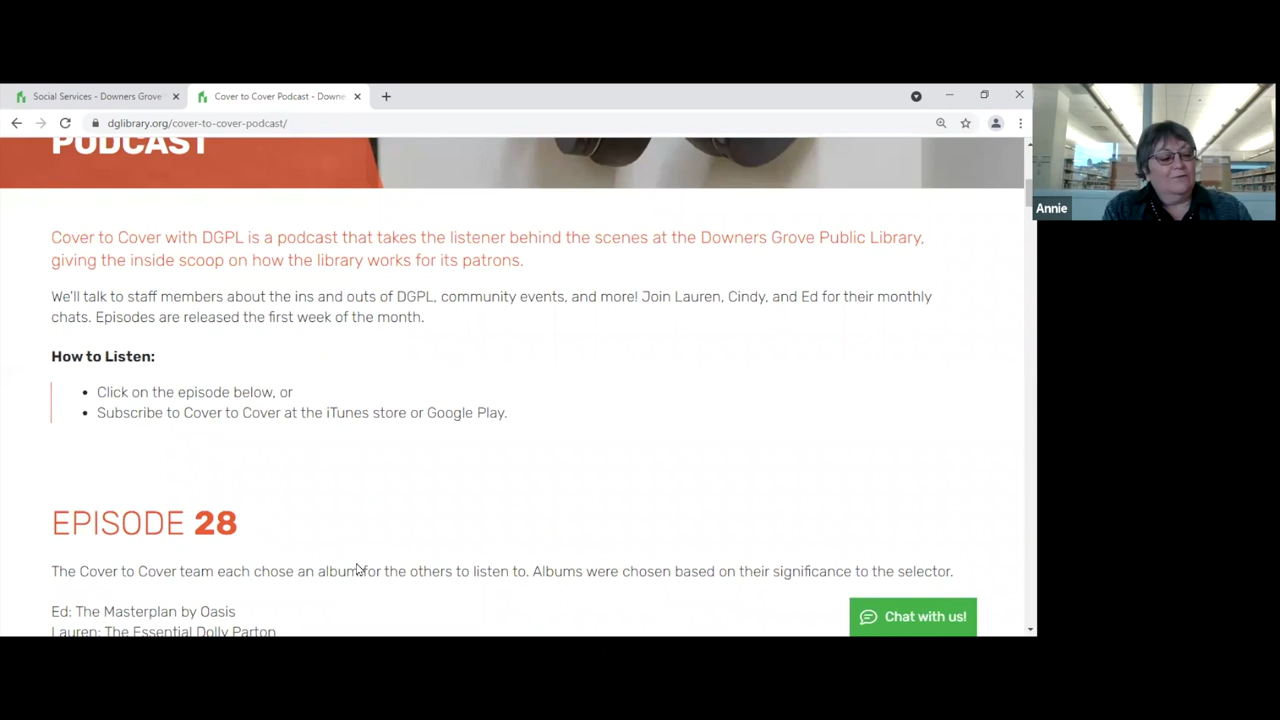 Social Services - Downers Grove
Cover to Cover Podcast - Downe
dglibrary.org/cover-to-cover-podcast/
PODCAST
Annie
Cover to Cover with DGPL is a podcast that takes the listener behind the scenes at the Downers Grove Public Library,
giving the inside scoop on how the library works for its patrons.
We'll talk to staff members about the ins and outs of DGPL, community events, and more! Join Lauren, Cindy, and Ed for their monthly
chats. Episodes are released the first week of the month.
How to Listen:
• Click on the episode below, or
• Subscribe to Cover to Cover at the iTunes store or Google Play.
EPISODE 28
The Cover to Cover team each chose an album for the others to listen to. Albums were chosen based on their significance to the selector.
Ed: The Masterplan by Oasis
Lauren: The Essential Dolly Parton
Chat with us!